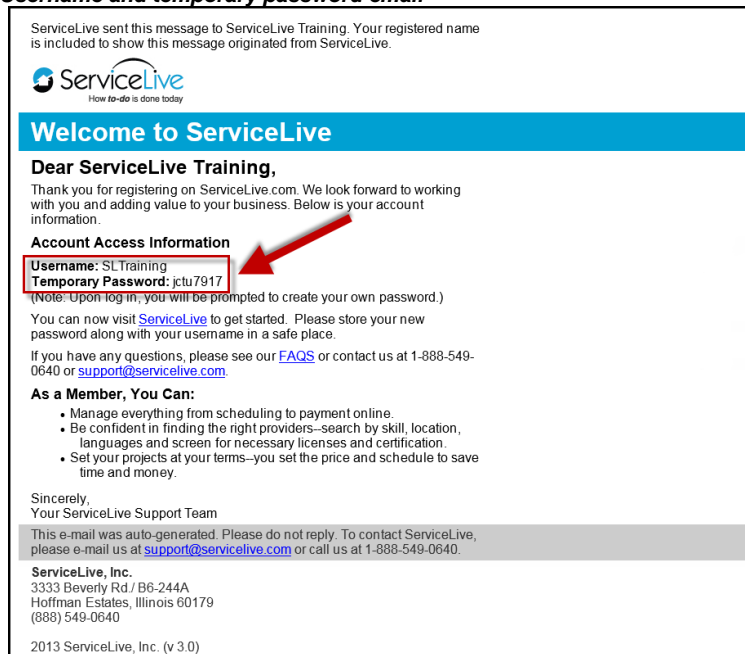 Username and temporary password email
ServiceLive sent this message to ServiceLive Training. Your registered name
is included to show this message originated from ServiceLive.
ServiceLive
How to-do is done today
Welcome to ServiceLive
Dear ServiceLive Training,
Thank you for registering on ServiceLive.com. We look forward to working
with you and adding value to your business. Below is your account
information.
Account Access Information
Username: SLTraining
Temporary Password: jctu7917
(Note: Upon log in, you will be prompted to create your own password.)
You can now visit ServiceLive to get started.  Please store your new
password along with your username in a safe place.
If you have any questions, please see our FAQS or contact us at 1-888-549-
0640 or support@servicelive.com.
As a Member, You Can:
• Manage everything from scheduling to payment online.
• Be confident in finding the right providers--search by skill, location,
languages and screen for necessary licenses and certification.
• Set your projects at your terms--you set the price and schedule to save
time and money.
Sincerely,
Your ServiceLive Support Team
This e-mail was auto-generated. Please do not reply. To contact ServiceLive,
please e-mail us at support@servicelive.com or call us at 1-888-549-0640.
ServiceLive, Inc.
3333 Beverly Rd./ B6-244A
Hoffman Estates, Illinois 60179
(888) 549-0640
2013 ServiceLive, Inc. (v 3.0)